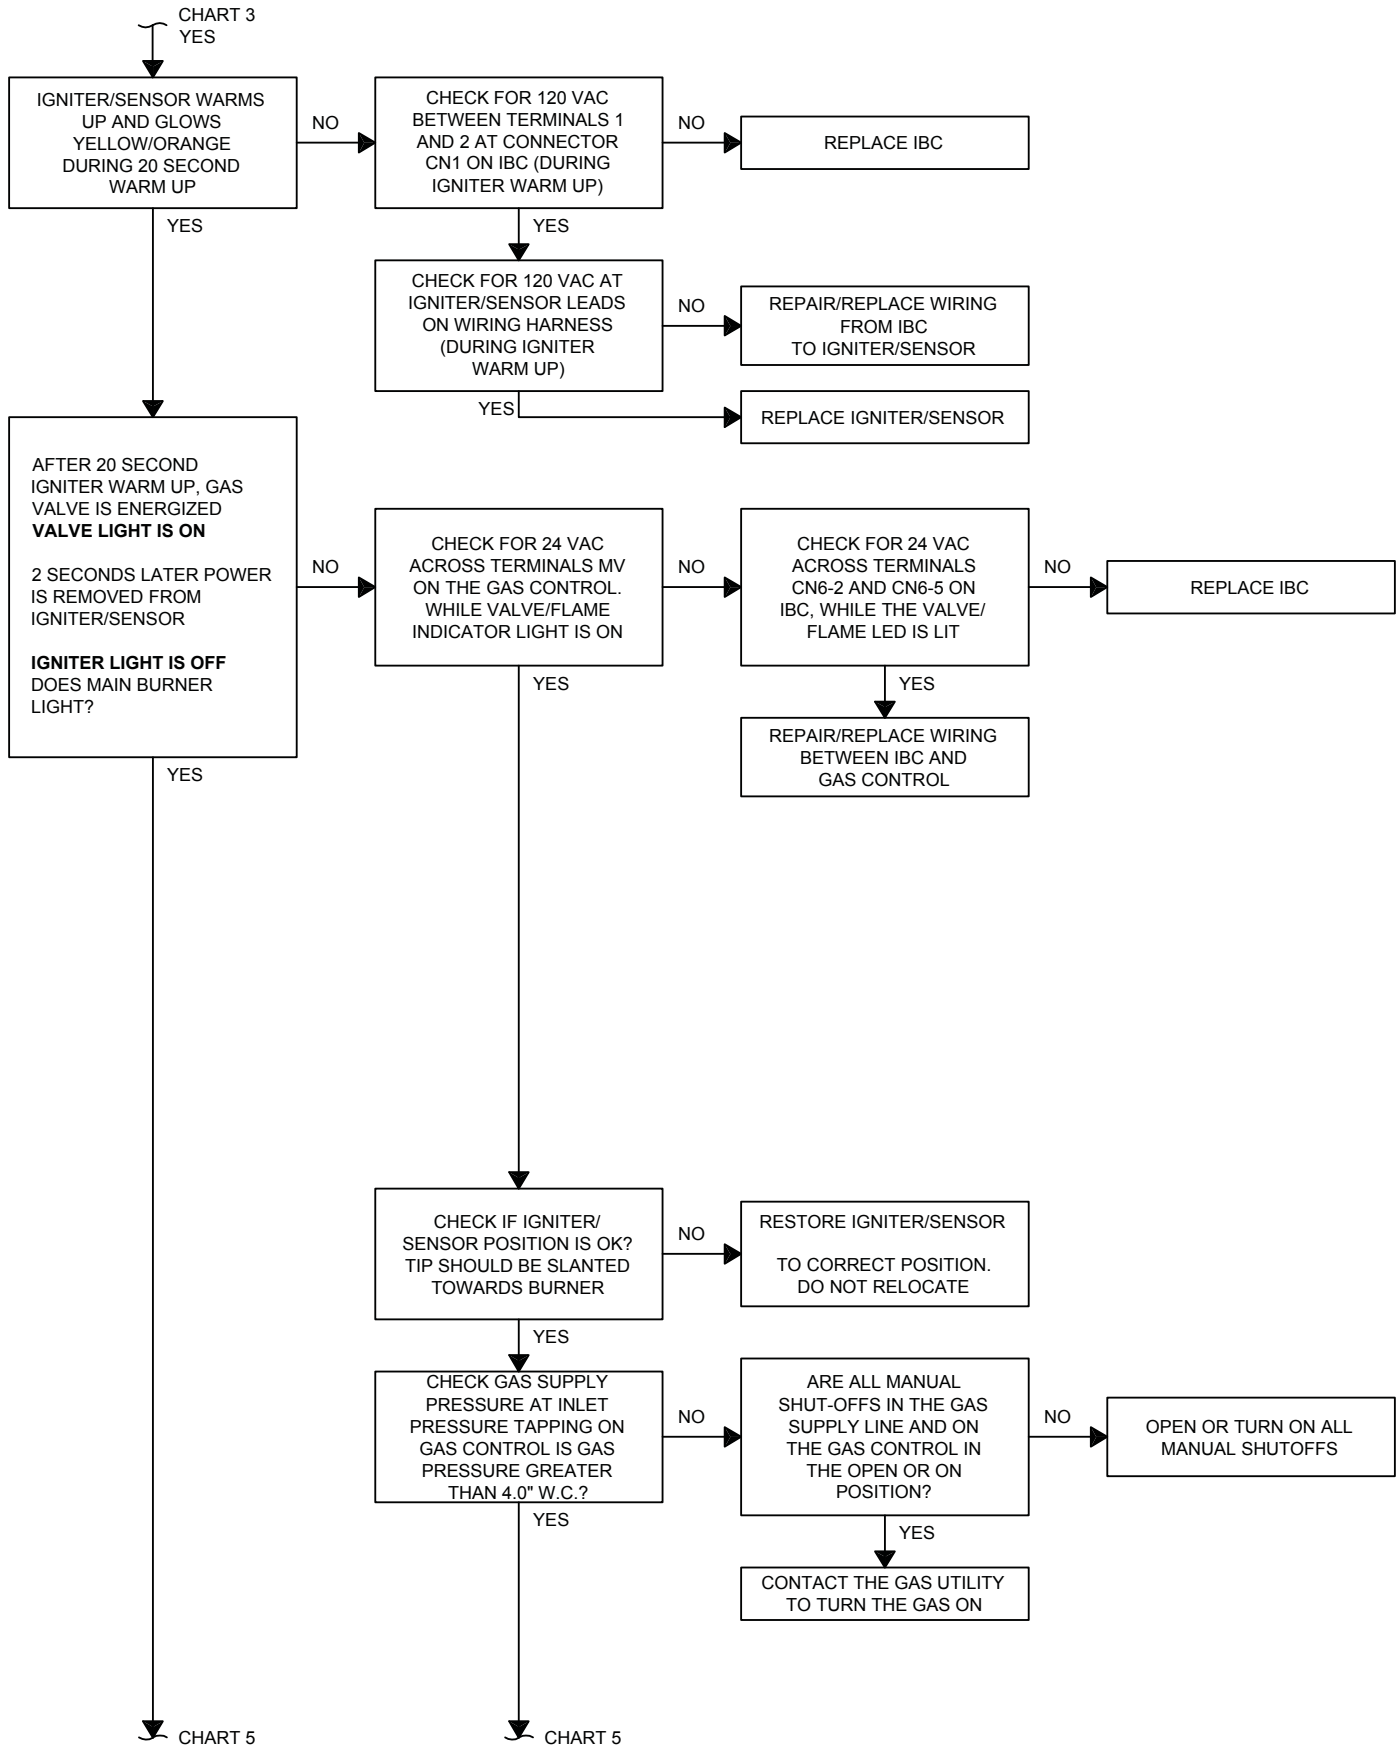 CHART 3
YES
IGNITER/SENSOR WARMS
UP AND GLOWS
YELLOW/ORANGE
DURING 20 SECOND
WARM UP
NO
CHECK FOR 120 VAC
BETWEEN TERMINALS 1
AND 2 AT CONNECTOR
CN1 ON IBC (DURING
IGNITER WARM UP)
NO
REPLACE IBC
YES
YES
CHECK FOR 120 VAC AT
IGNITER/SENSOR LEADS
ON WIRING HARNESS
(DURING IGNITER
WARM UP)
NO
REPAIR/REPLACE WIRING
FROM IBC
TO IGNITER/SENSOR
YES
REPLACE IGNITER/SENSOR
AFTER 20 SECOND
IGNITER WARM UP, GAS
VALVE IS ENERGIZED
VALVE LIGHT IS ON
2 SECONDS LATER POWER
IS REMOVED FROM
IGNITER/SENSOR
IGNITER LIGHT IS OFF
DOES MAIN BURNER
LIGHT?
NO
CHECK FOR 24 VAC
ACROSS TERMINALS MV
ON THE GAS CONTROL.
WHILE VALVE/FLAME
INDICATOR LIGHT IS ON
NO
CHECK FOR 24 VAC
ACROSS TERMINALS
CN6-2 AND CN6-5 ON
IBC, WHILE THE VALVE/
FLAME LED IS LIT
NO
REPLACE IBC
YES
YES
REPAIR/REPLACE WIRING
BETWEEN IBC AND
GAS CONTROL
YES
CHECK IF IGNITER/
SENSOR POSITION IS OK?
TIP SHOULD BE SLANTED
TOWARDS BURNER
NO
RESTORE IGNITER/SENSOR
TO CORRECT POSITION.
DO NOT RELOCATE
YES
CHECK GAS SUPPLY
PRESSURE AT INLET
PRESSURE TAPPING ON
GAS CONTROL IS GAS
PRESSURE GREATER
THAN 4.0" W.C.?
NO
ARE ALL MANUAL
SHUT-OFFS IN THE GAS
SUPPLY LINE AND ON
THE GAS CONTROL IN
THE OPEN OR ON
POSITION?
NO
OPEN OR TURN ON ALL
MANUAL SHUTOFFS
YES
YES
CONTACT THE GAS UTILITY
TO TURN THE GAS ON
CHART 5
CHART 5